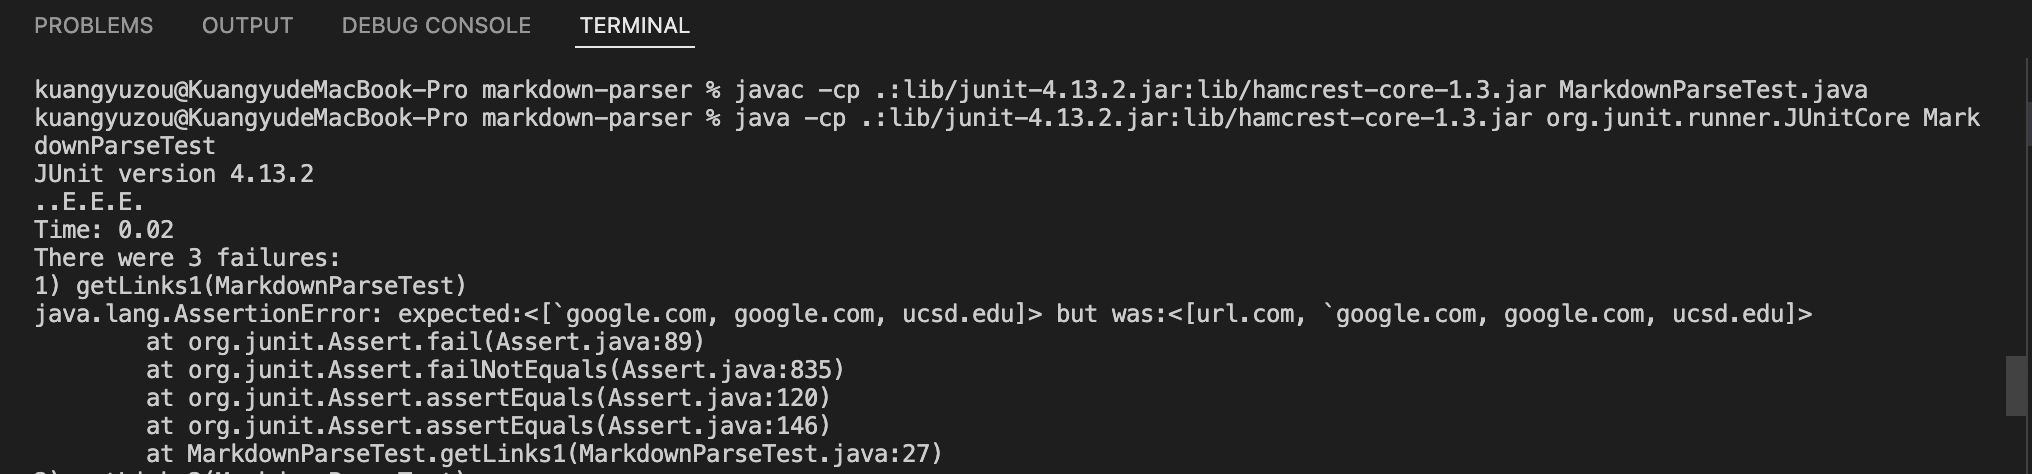 PROBLEMS OUTPUT DEBUG CONSOLE TERMINAL
kuangyuzou@KuangyudeMacBook-Pro markdown-parser % javac -cp .:lib/junit-4.13.2.jar:lib/hamcrest-core-1.3.jar MarkdownParseTest.java
kuangyuzou@KuangyudeMacBook-Pro markdown-parser % java -cp .:lib/junit-4.13.2.jar:lib/hamcrest-core-1.3.jar org.junit.runner.JUnitCore Mark
downParseTest
JUnit version 4.13.2
..E.E.E.
Time: 0.02
There were 3 failures:
1) getLinks1(MarkdownParseTest)
java.lang.AssertionError: expected:<[`google.com, google.com, ucsd.edu]> but was:<[url.com, `google.com, google.com, ucsd.edu]>
at org.junit.Assert.fail(Assert.java:89)
at org.junit.Assert.failNotEquals(Assert.java:835)
at org.junit.Assert.assertEquals(Assert.java:120)
at org.junit.Assert.assertEquals(Assert.java:146)
at MarkdownParseTest.getLinks1(MarkdownParseTest.java:27)